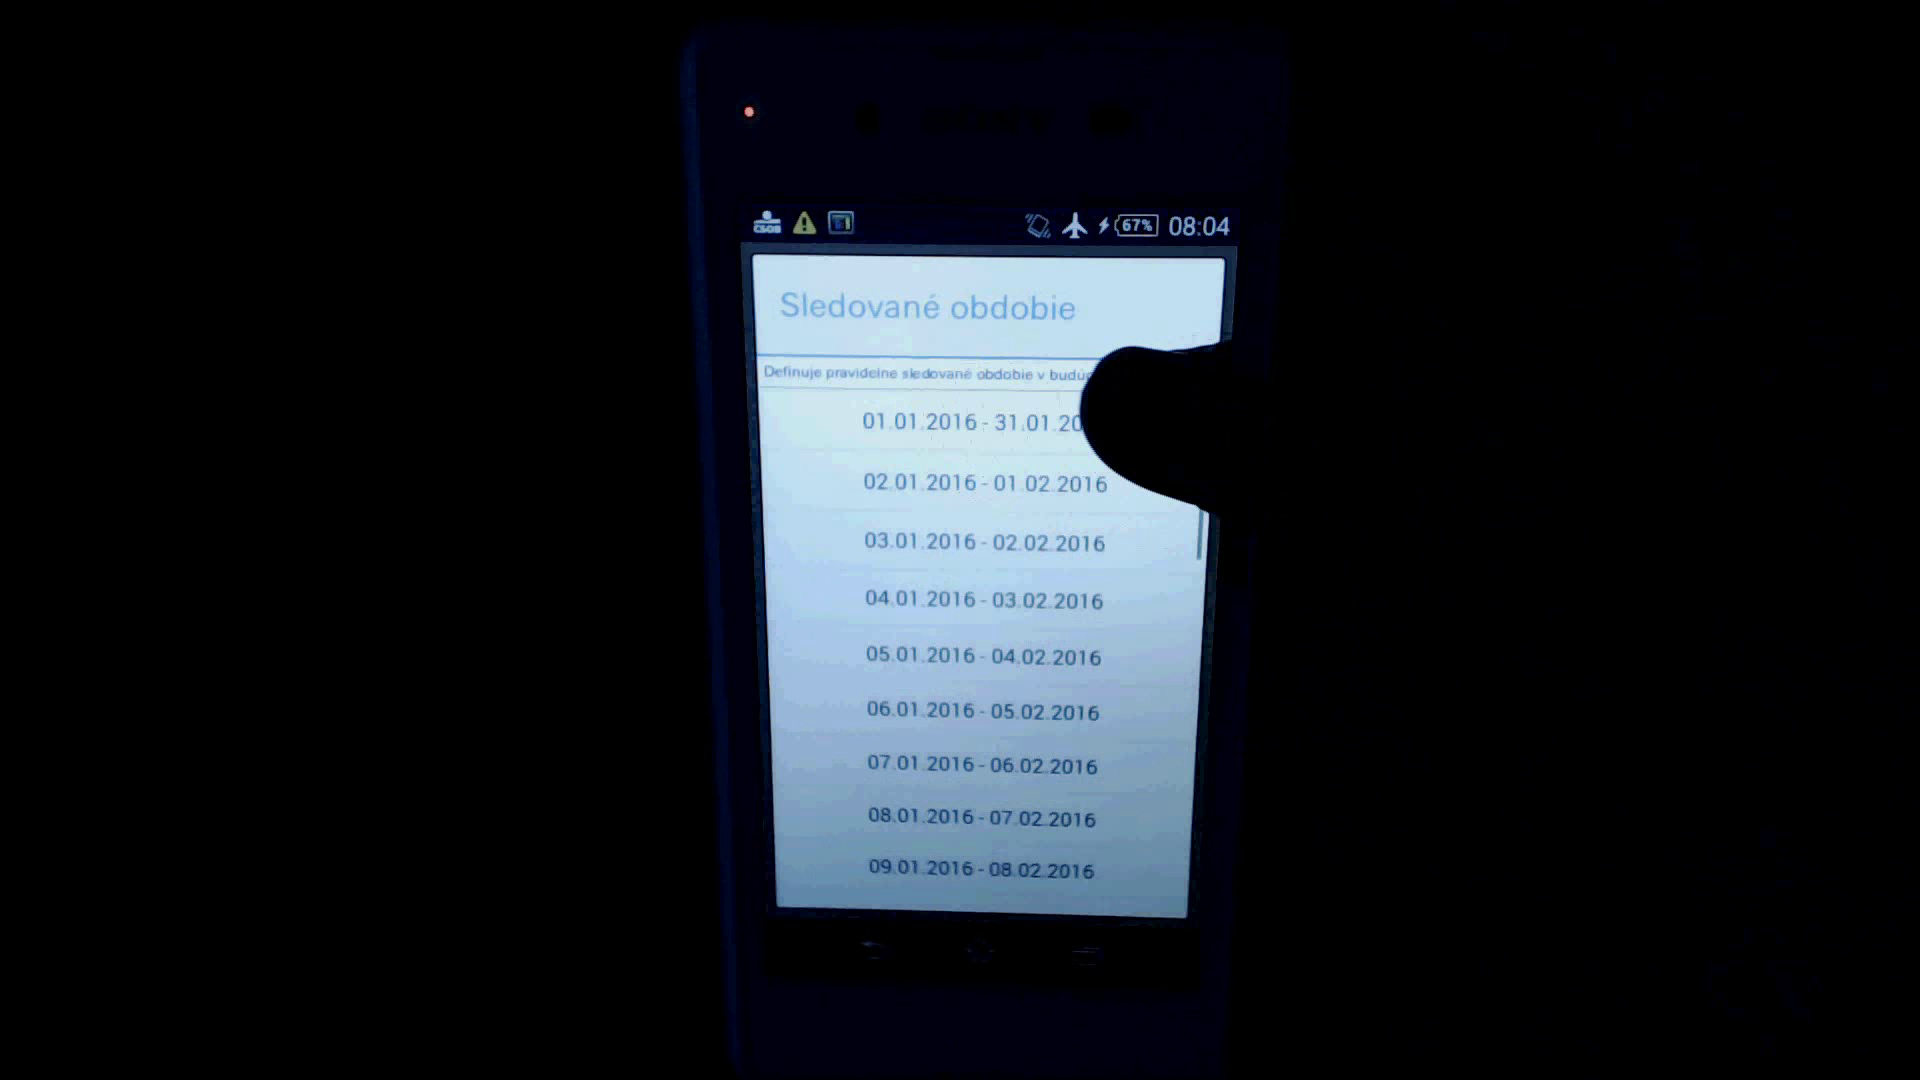 SONY
ČSOB 67% 08:04
Sledované obdobie
Definuje pravidelne sledované obdobie v
01.01.2016 - 31.01.
02.01.2016 - 01.02.2016
03.01.2016 - 02.02.2016
04.01.2016 - 03.02.2016
05.01.2016 - 04.02.2016
06.01.2016 - 05.02.2016
07.01.2016 - 06.02.2016
08.01.2016 - 07.02.2016
09.01.2016 - 08.02.2016